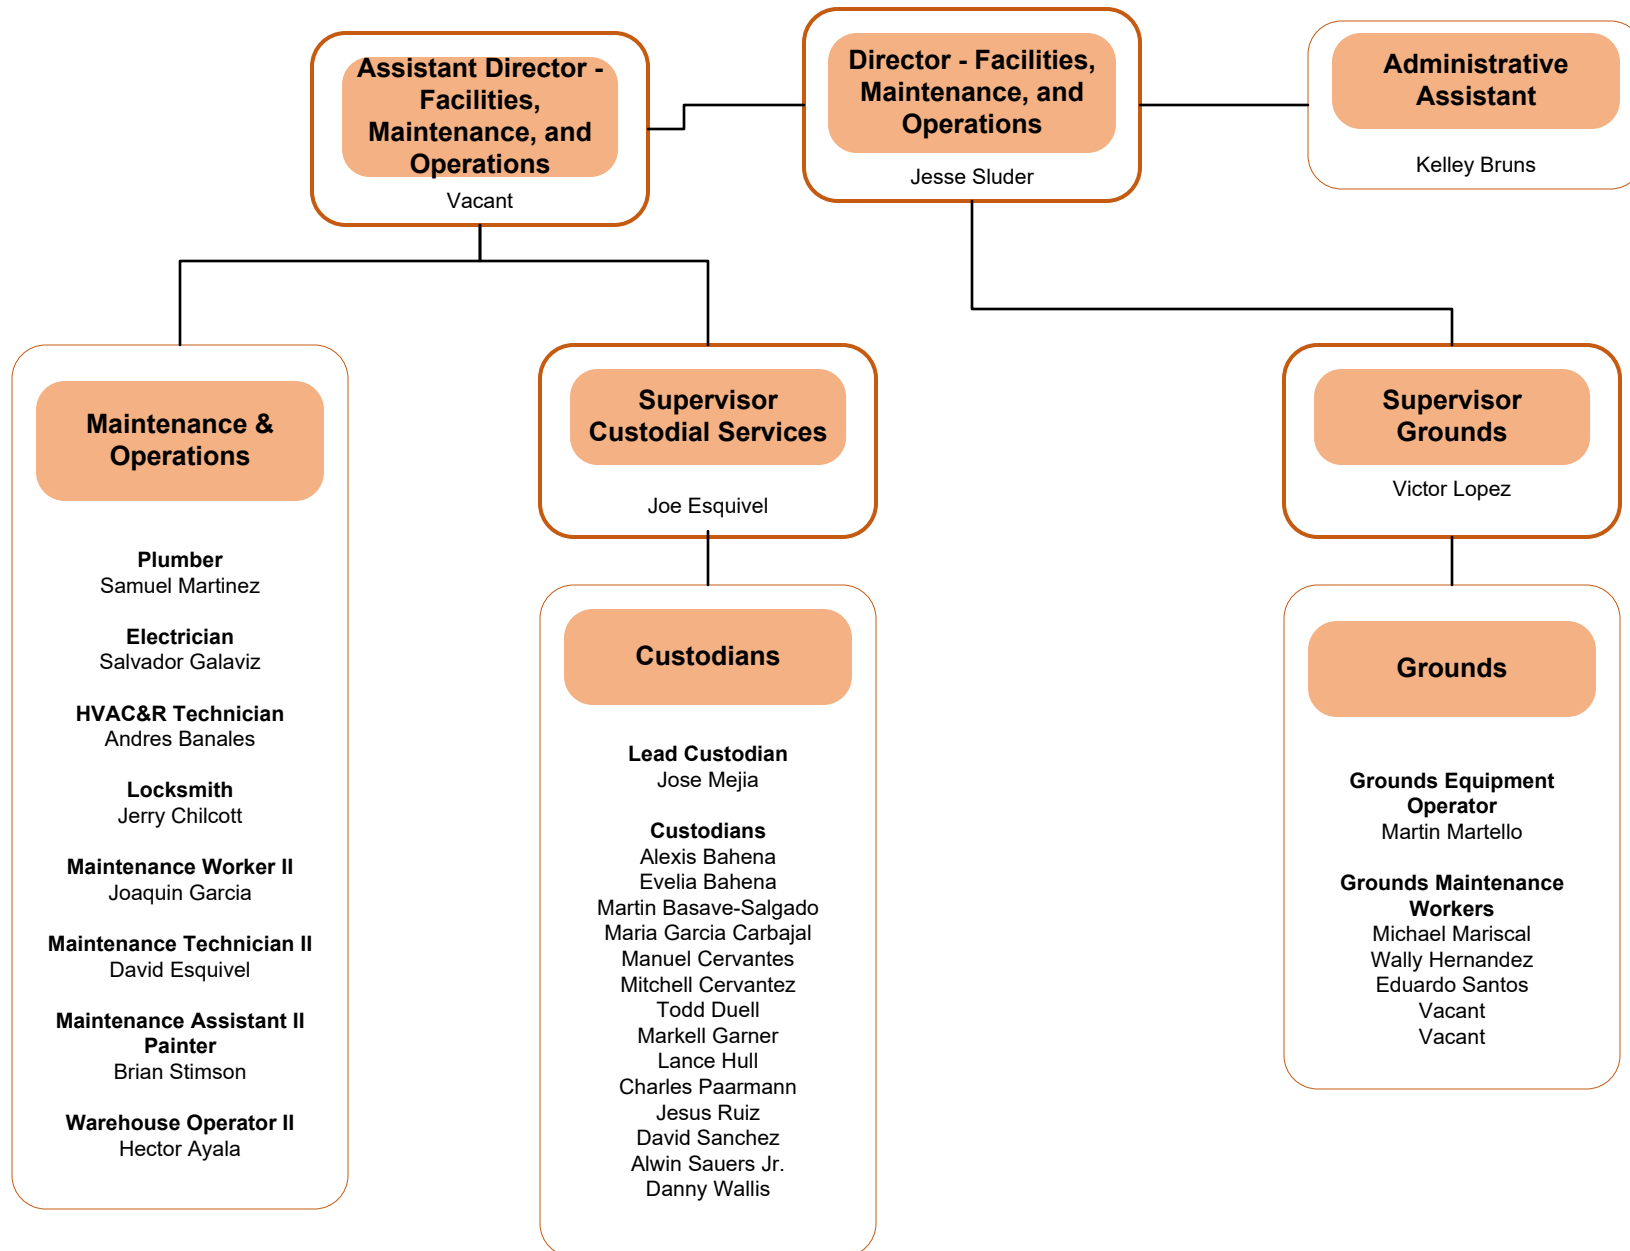 Assistant Director -
Facilities,
Maintenance, and
Operations
Vacant
Director - Facilities,
Maintenance, and
Operations
Jesse Sluder
Administrative
Assistant
Kelley Bruns
Maintenance &
Operations
Plumber
Samuel Martinez
Electrician
Salvador Galaviz
HVAC&R Technician
Andres Banales
Locksmith
Jerry Chilcott
Maintenance Worker II
Joaquin Garcia
Maintenance Technician II
David Esquivel
Maintenance Assistant II
Painter
Brian Stimson
Warehouse Operator II
Hector Ayala
Supervisor
Custodial Services
Joe Esquivel
Custodians
Lead Custodian
Jose Mejia
Custodians
Alexis Bahena
Evelia Bahena
Martin Basave-Salgado
Maria Garcia Carbajal
Manuel Cervantes
Mitchell Cervantez
Todd Duell
Markell Garner
Lance Hull
Charles Paarmann
Jesus Ruiz
David Sanchez
Alwin Sauers Jr.
Danny Wallis
Supervisor
Grounds
Victor Lopez
Grounds
Grounds Equipment
Operator
Martin Martello
Grounds Maintenance
Workers
Michael Mariscal
Wally Hernandez
Eduardo Santos
Vacant
Vacant